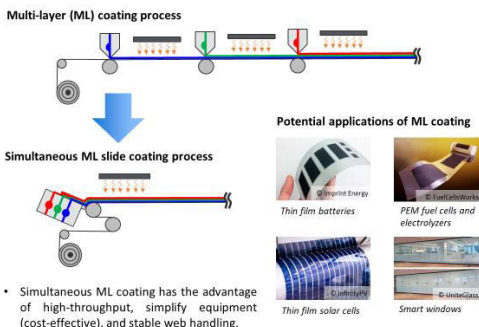 Multi-layer (ML) coating process
Potential applications of ML coating
Simultaneous ML slide coating process
© Imprint Energy
© FuelCellsWorks
Thin film batteries
PEM fuel cells and
electrolyzers
© InfinityPV
© UniteGlass
Thin film solar cells
Smart windows
• Simultaneous ML coating has the advantage
of high-throughput, simplify equipment
(cost-effective), and stable web handling.